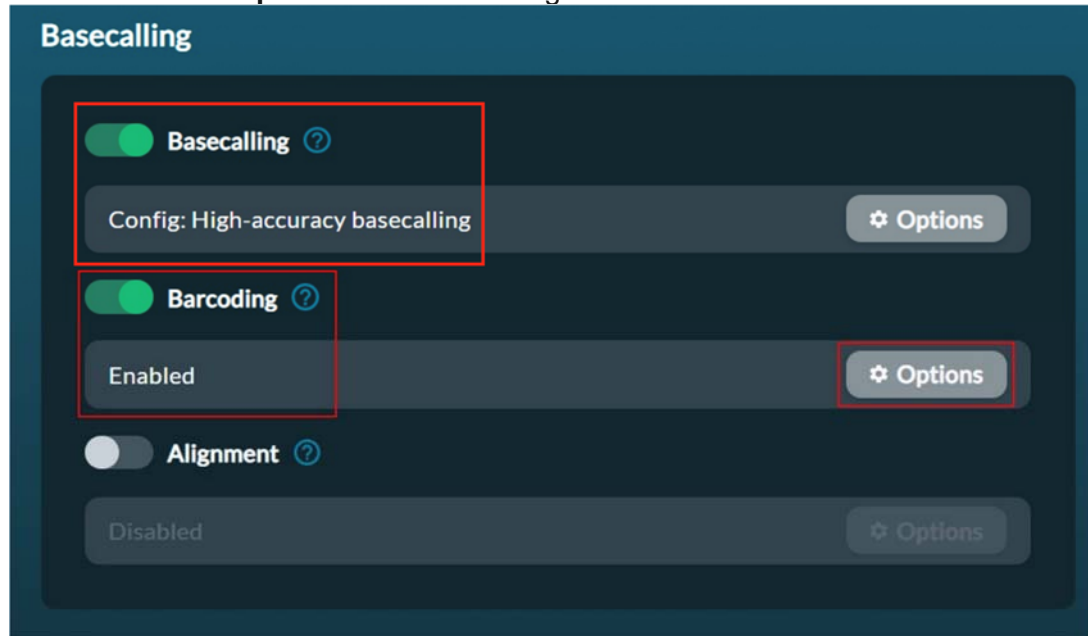 Basecalling
Basecalling ?
Config: High-accuracy basecalling Options
Barcoding ?
Enabled Options
Alignment ?
Disabled Options